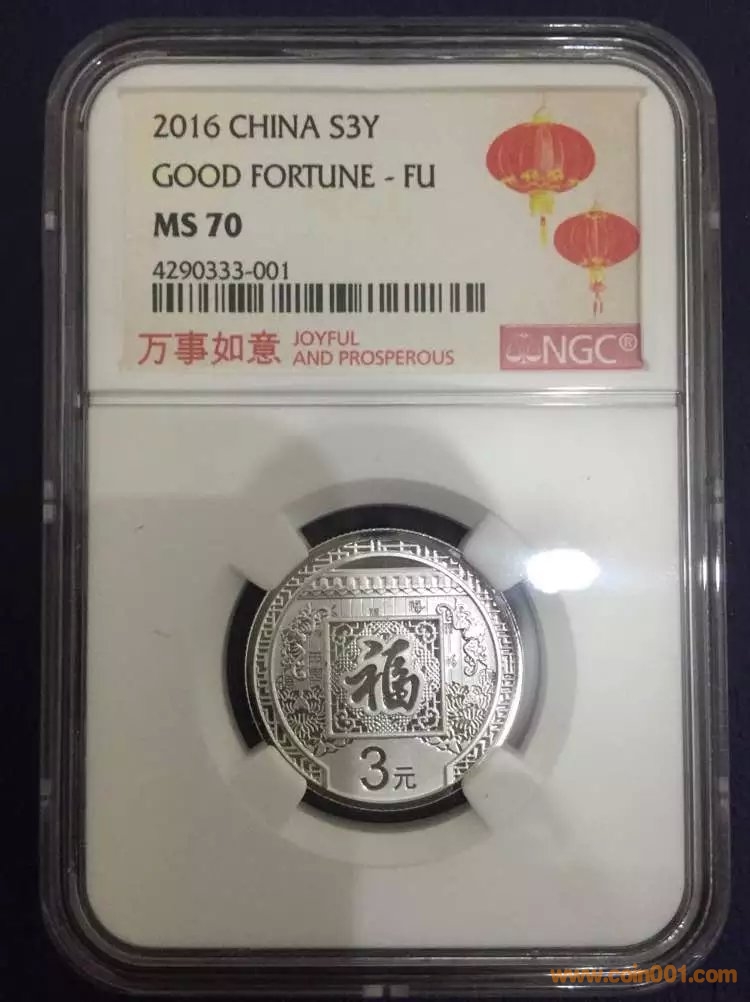 2016 CHINA S3Y
GOOD FORTUNE - FU
MS 70
4290333-001
万事如意 JOYFUL
AND PROSPEROUS
NGC®
福
3元
www.coin001.com